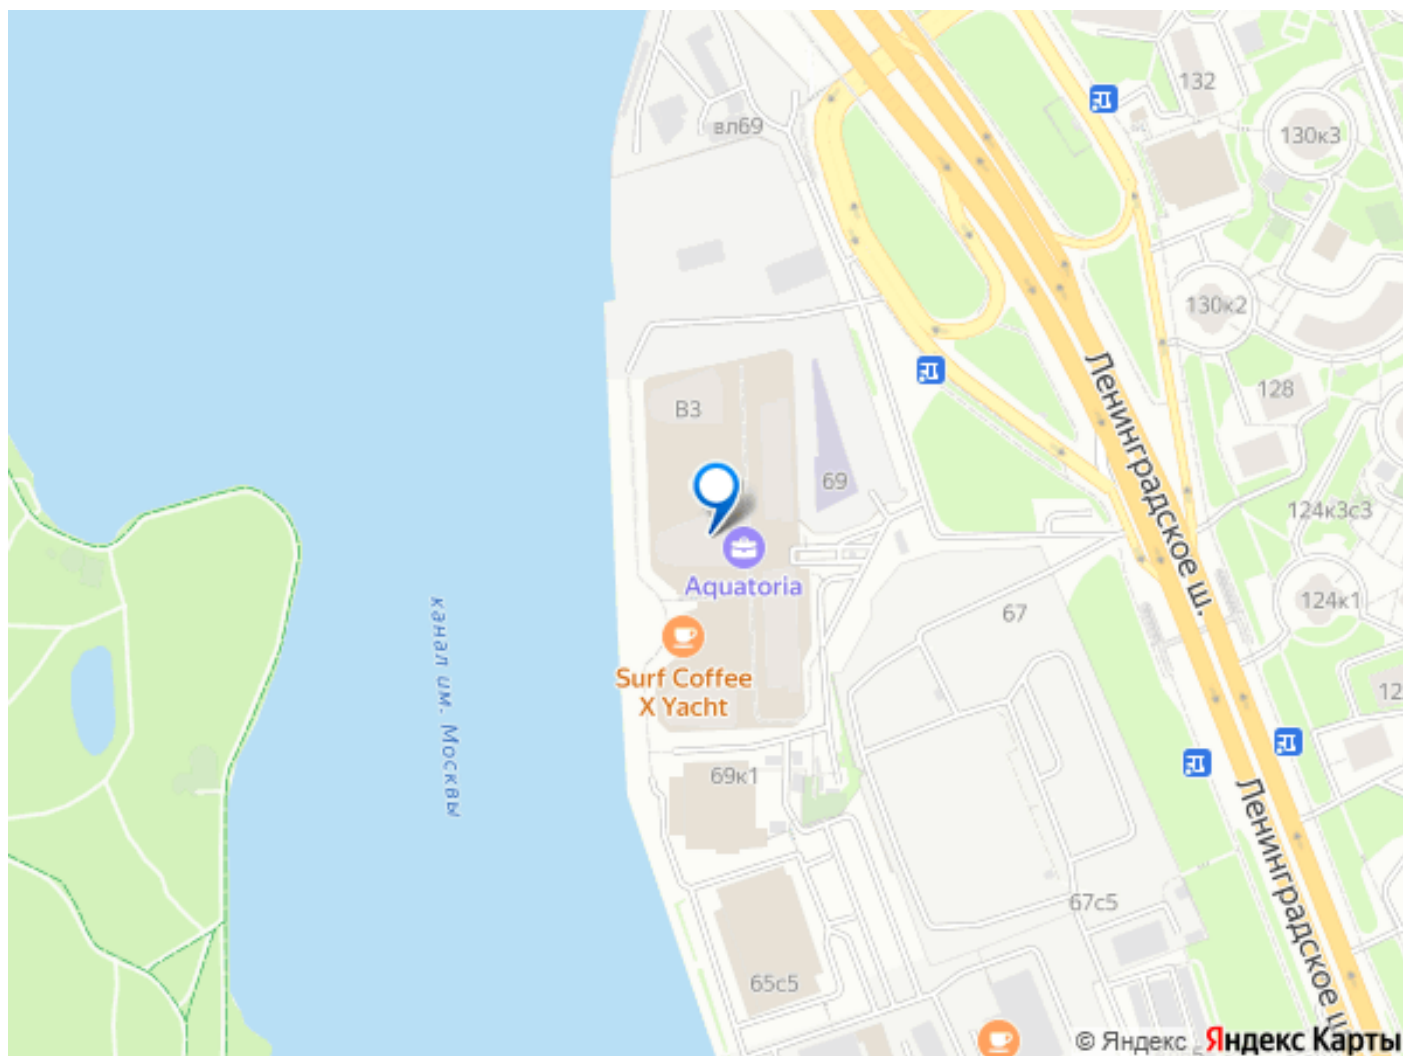 132
вл69
130к3
130к2
Ленинградское ш.
128
В3
69
124к3с3
Aquatoria
канал им. Москвы
67
124к1
Surf Coffee
X Yacht
12
69к1
Ленинградское ш.
67с5
65с5
© Яндекс Яндекс Карты